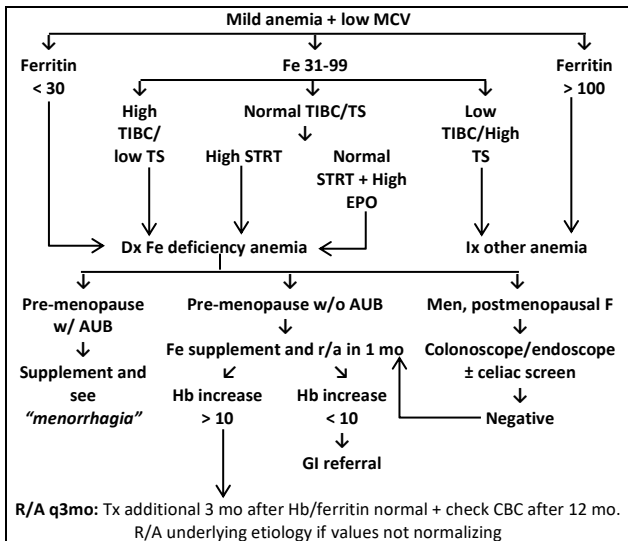 Mild anemia + low MCV
Ferritin
< 30
Fe 31-99
Ferritin
> 100
High
TIBC/
low TS
Normal TIBC/TS
Low
TIBC/High
TS
High STRT
Normal
STRT + High
EPO
Dx Fe deficiency anemia
Ix other anemia
Pre-menopause
w/ AUB
Pre-menopause w/o AUB
Men, postmenopausal F
Supplement and
see
"menorrhagia"
Fe supplement and r/a in 1 mo
Colonoscope/endoscope
± celiac screen
Hb increase
> 10
Hb increase
< 10
Negative
GI referral
R/A q3mo: Tx additional 3 mo after Hb/ferritin normal + check CBC after 12 mo.
R/A underlying etiology if values not normalizing